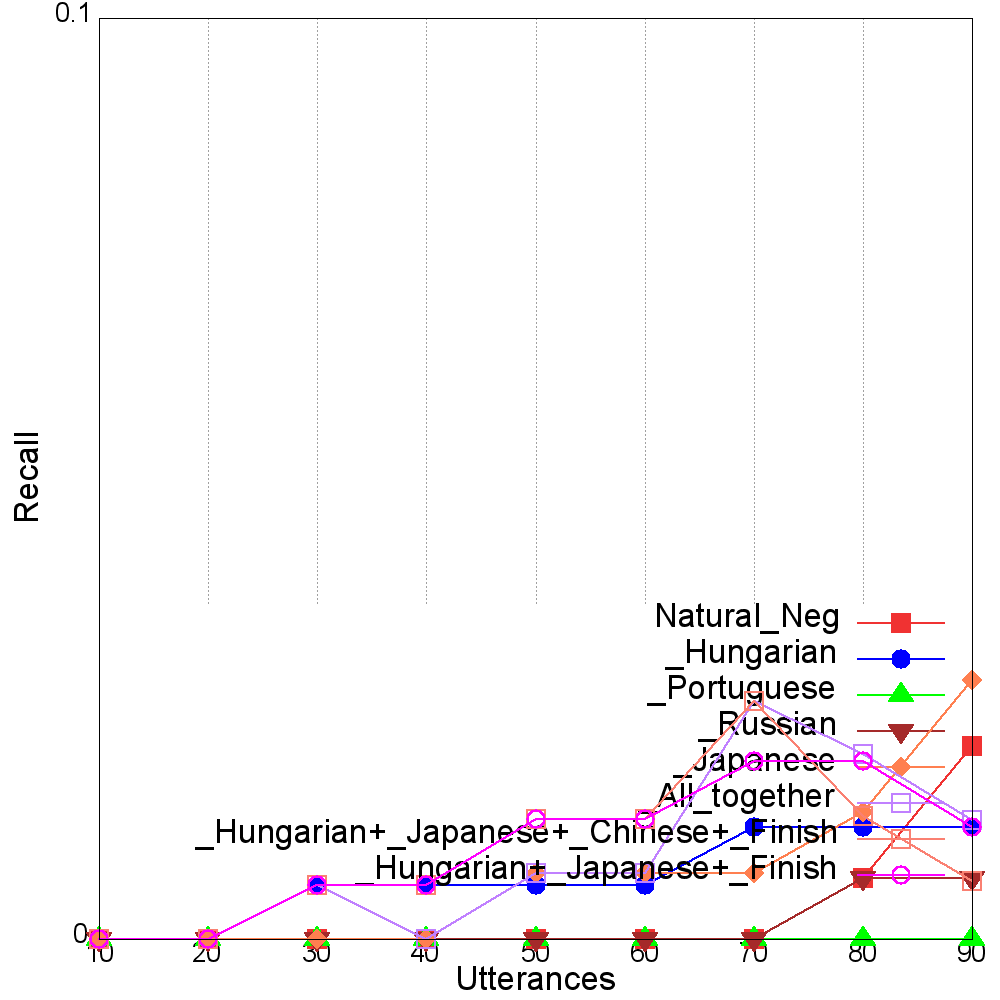 0.1
Recall
Natural_Neg
_Hungarian
_Portuguese
_Russian
_Japanese
_All_together
_Hungarian+_Japanese+_Chinese+_Finish
_Hungarian+_Japanese+_Finish
0
10 20 30 40 50 60 70 80 90
Utterances